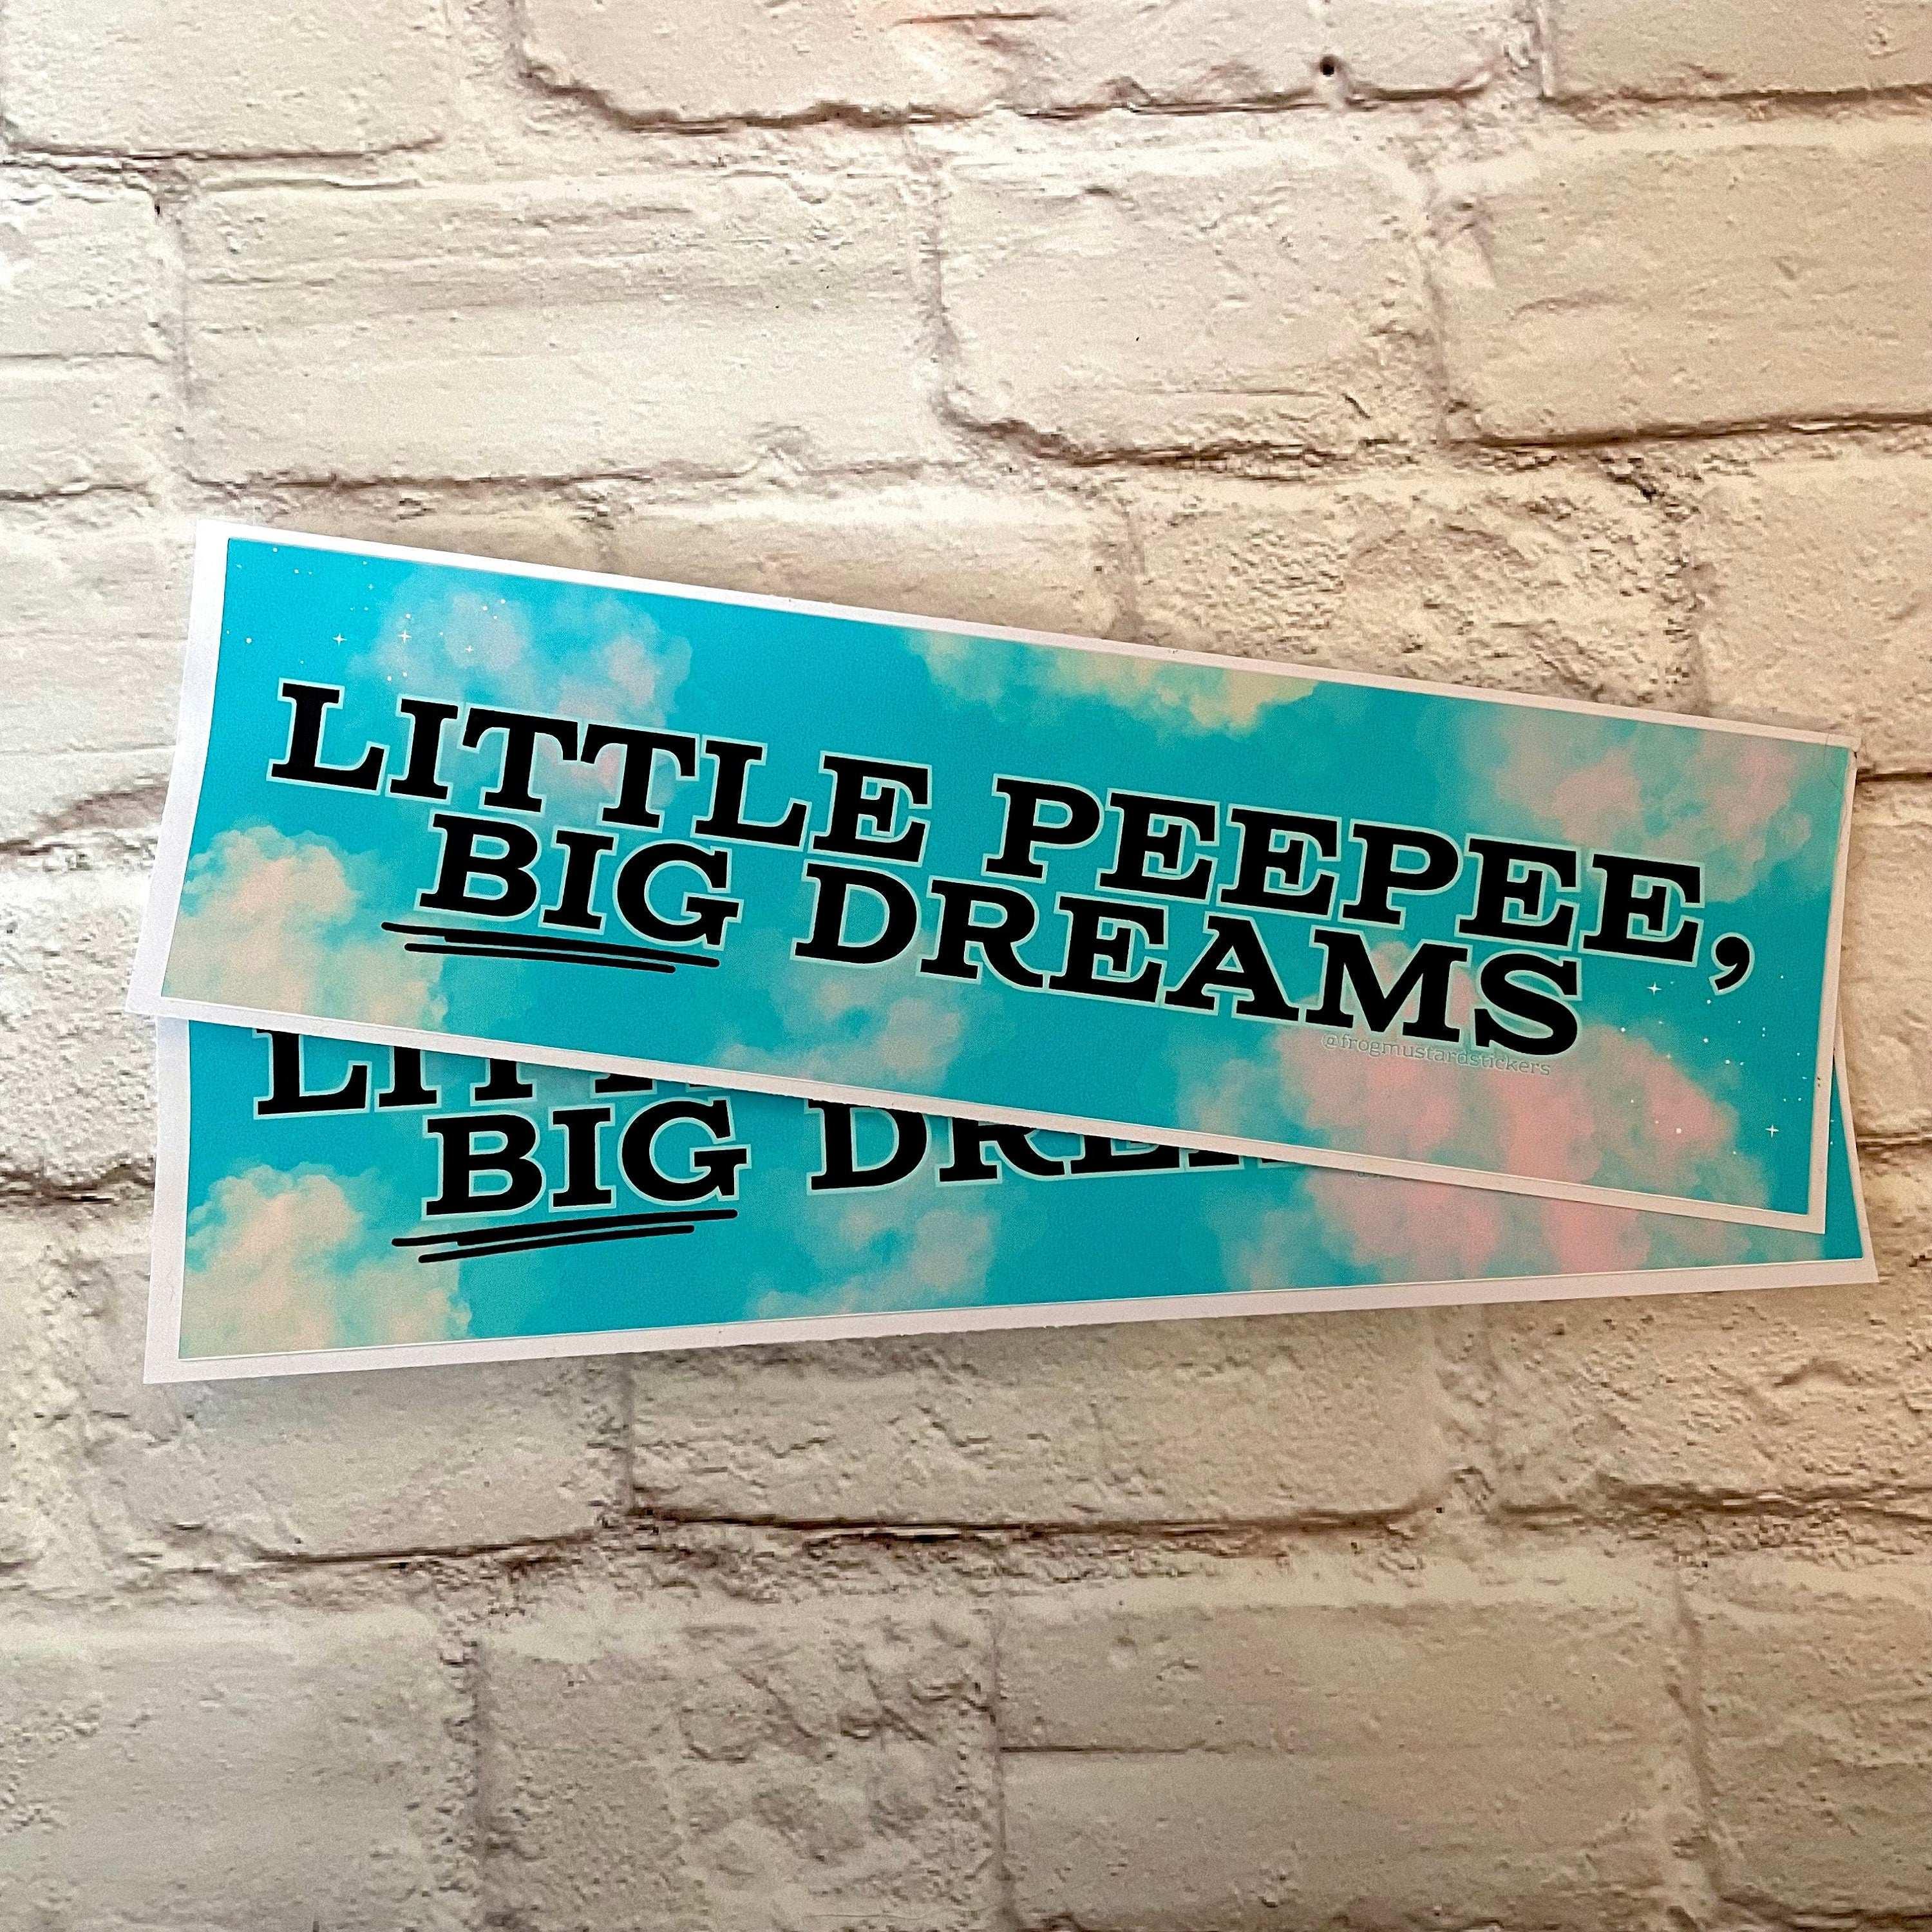 LITTLE PEEPEE,
BIG DREAMS
@frogmustardstickers
BIG